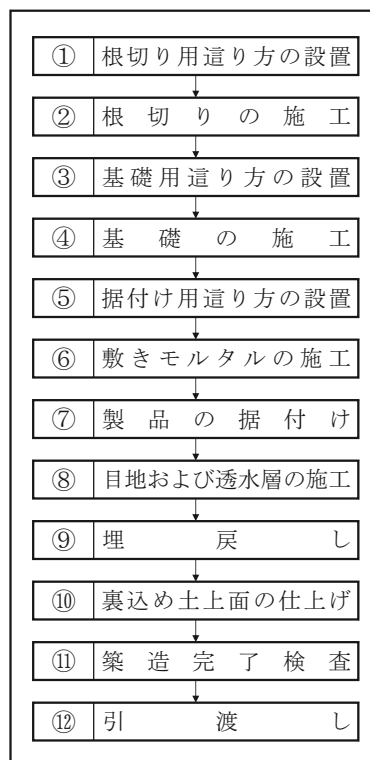 ① 根切り用遣り方の設置
② 根切りの施工
③ 基礎用遣り方の設置
④ 基礎の施工
⑤ 据付け用遣り方の設置
⑥ 敷きモルタルの施工
⑦ 製品の据付け
⑧ 目地および透水層の施工
⑨ 埋戻し
⑩ 裏込め土上面の仕上げ
⑪ 築造完了検査
⑫ 引渡し